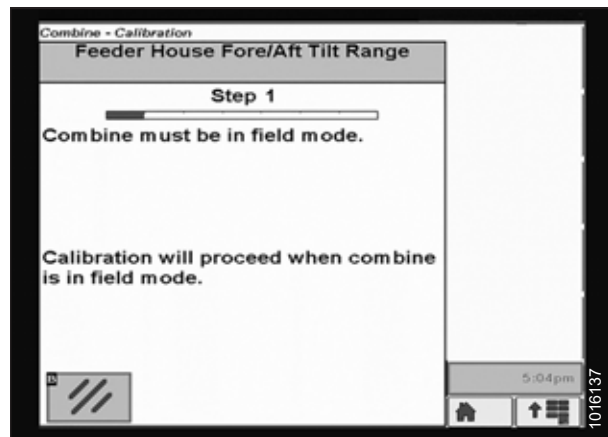 Combine - Calibration
Feeder House Fore/Aft Tilt Range
Step 1
Combine must be in field mode.
Calibration will proceed when combine
is in field mode.
B
5:04pm
1016137